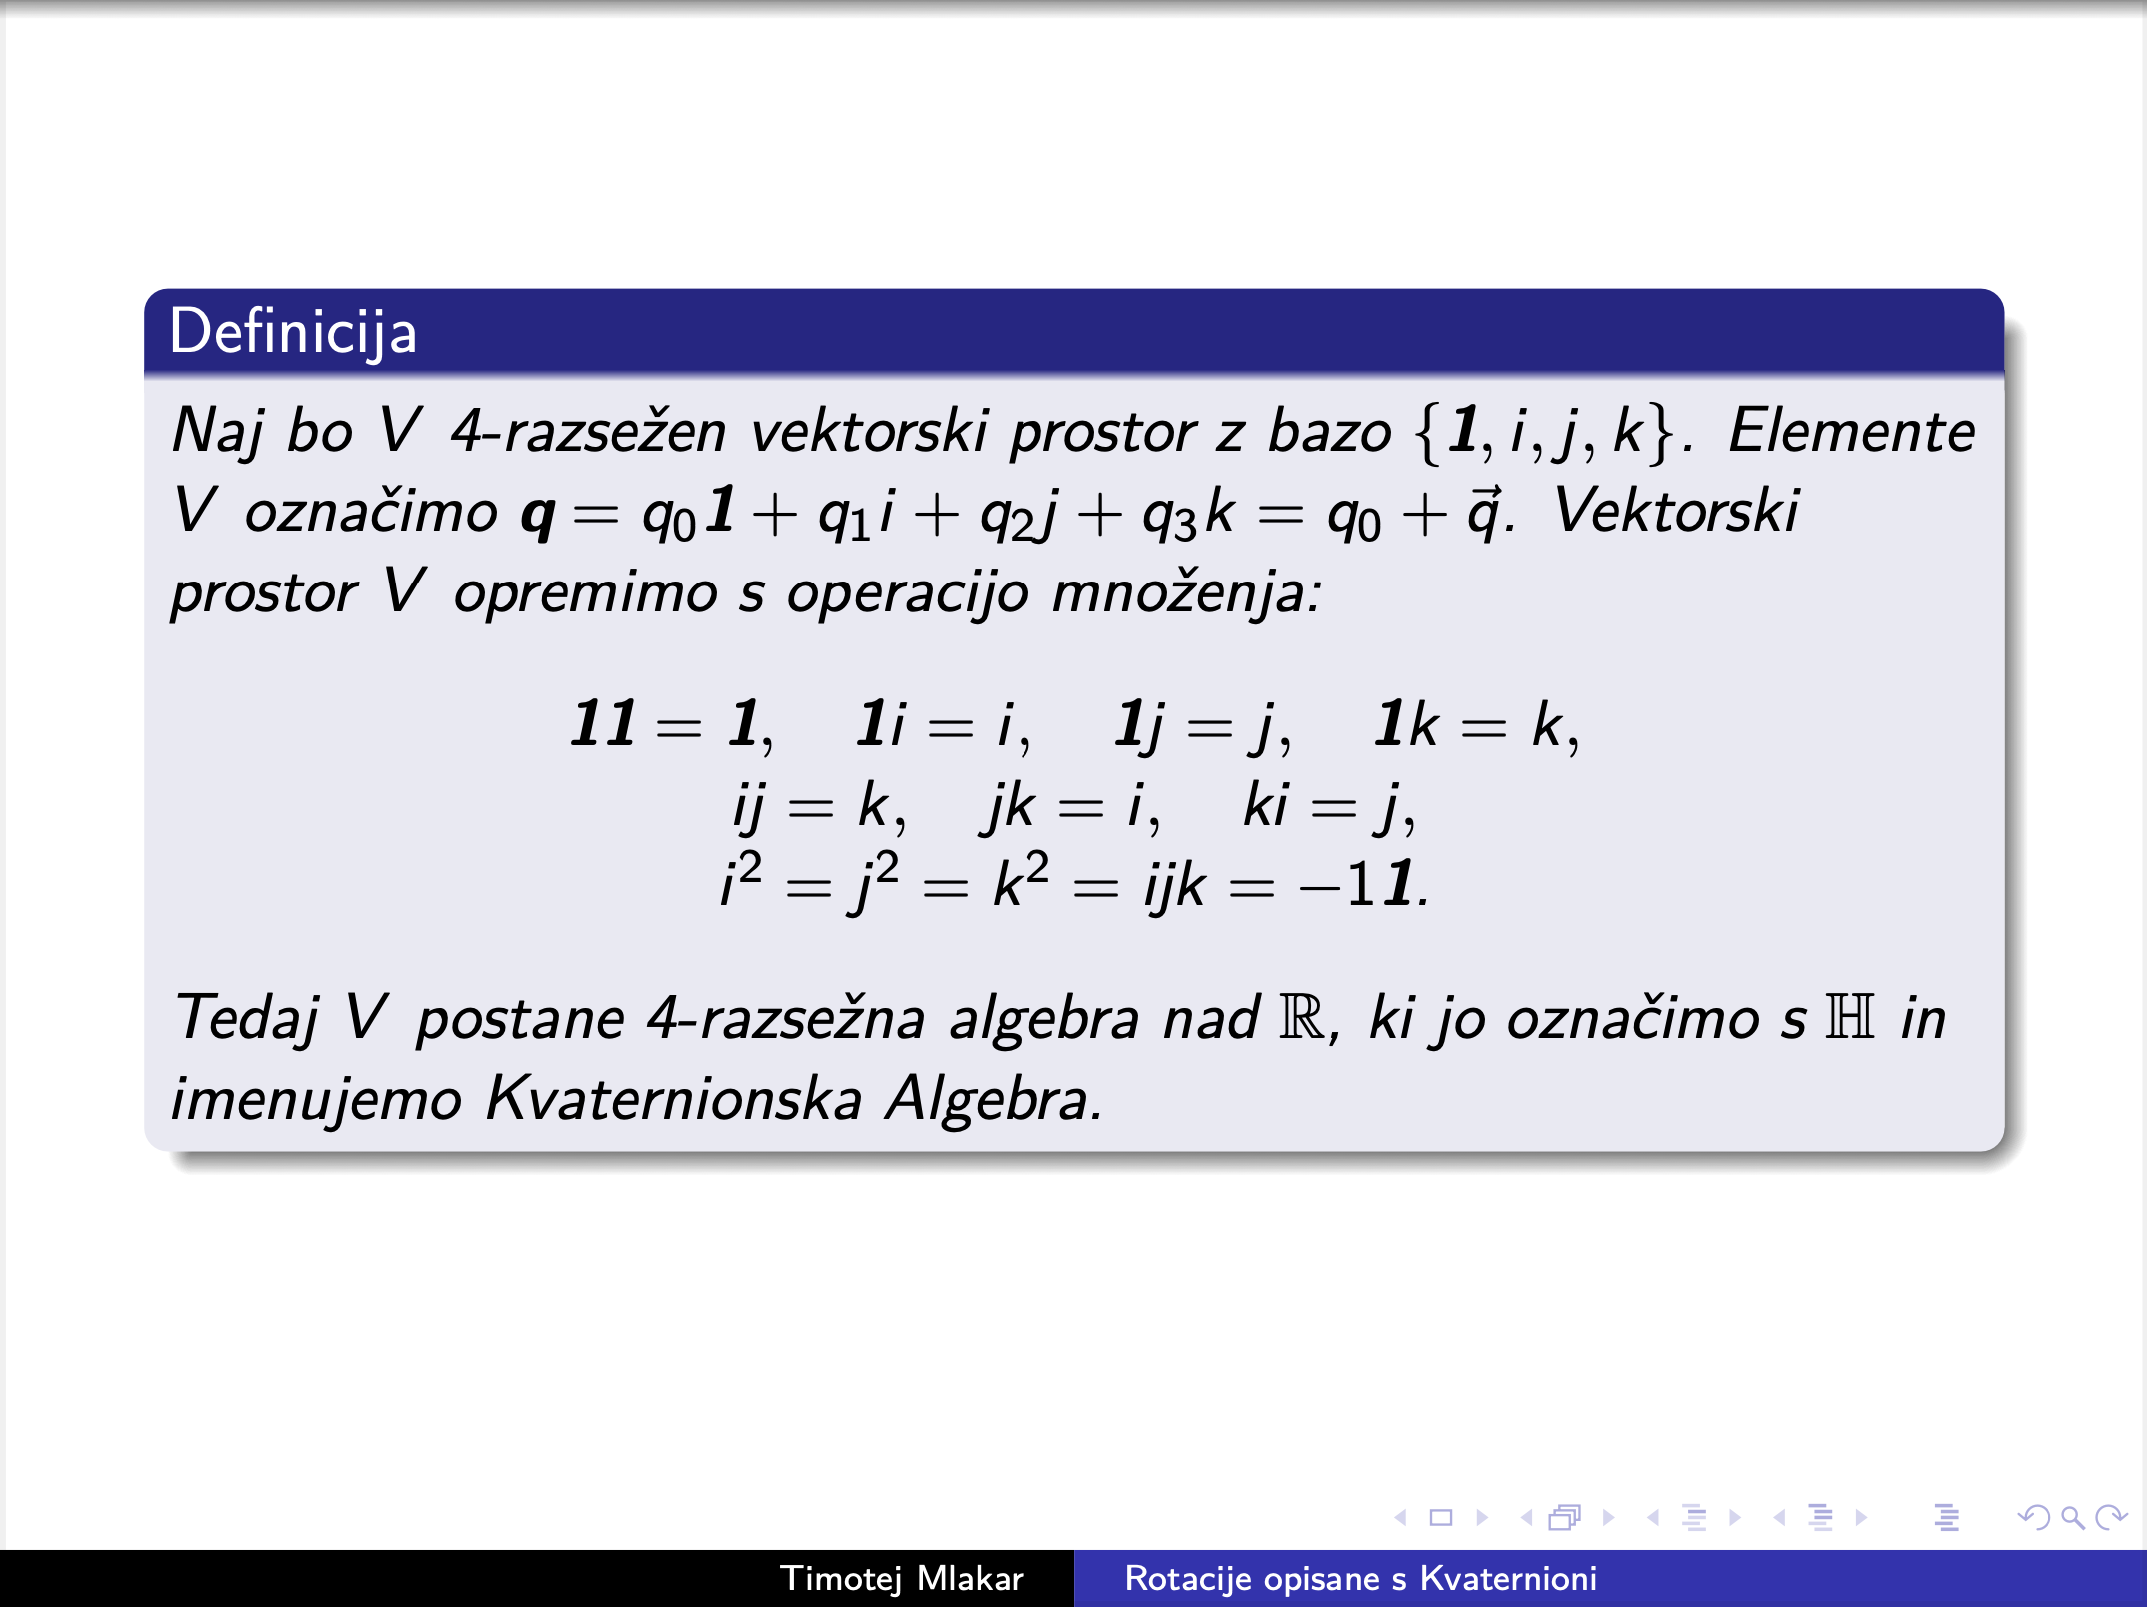 Definicija
Naj bo V 4-razsežen vektorski prostor z bazo {𝟏, i, j, k}. Elemente
V označimo 𝐪 = q₀𝟏 + q₁i + q₂j + q₃k = q₀ + q⃗. Vektorski
prostor V opremimo s operacijo množenja:
𝟏𝟏 = 𝟏, 𝟏i = i, 𝟏j = j, 𝟏k = k,
ij = k, jk = i, ki = j,
i² = j² = k² = ijk = −1𝟏.
Tedaj V postane 4-razsežna algebra nad ℝ, ki jo označimo s ℍ in
imenujemo Kvaternionska Algebra.
Timotej Mlakar Rotacije opisane s Kvaternioni